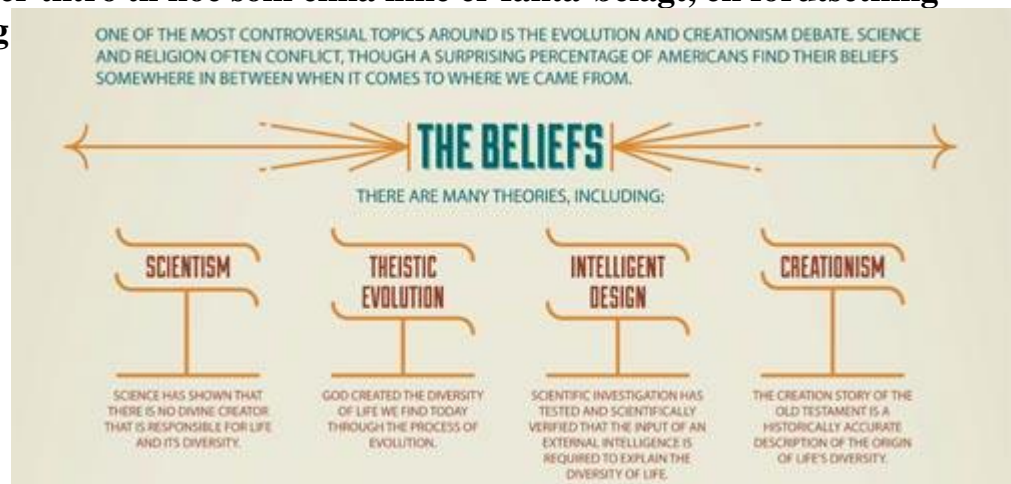 ONE OF THE MOST CONTROVERSIAL TOPICS AROUND IS THE EVOLUTION AND CREATIONISM DEBATE. SCIENCE
AND RELIGION OFTEN CONFLICT, THOUGH A SURPRISING PERCENTAGE OF AMERICANS FIND THEIR BELIEFS
SOMEWHERE IN BETWEEN WHEN IT COMES TO WHERE WE CAME FROM.
THE BELIEFS
THERE ARE MANY THEORIES, INCLUDING:
SCIENTISM
SCIENCE HAS SHOWN THAT
THERE IS NO DIVINE CREATOR
THAT IS RESPONSIBLE FOR LIFE
AND ITS DIVERSITY.
THEISTIC
EVOLUTION
GOD CREATED THE DIVERSITY
OF LIFE WE FIND TODAY
THROUGH THE PROCESS OF
EVOLUTION.
INTELLIGENT
DESIGN
SCIENTIFIC INVESTIGATION HAS
TESTED AND SCIENTIFICALLY
VERIFIED THAT THE INPUT OF AN
EXTERNAL INTELLIGENCE IS
REQUIRED TO EXPLAIN THE
DIVERSITY OF LIFE.
CREATIONISM
THE CREATION STORY OF THE
OLD TESTAMENT IS A
HISTORICALLY ACCURATE
DESCRIPTION OF THE ORIGIN
OF LIFE'S DIVERSITY.